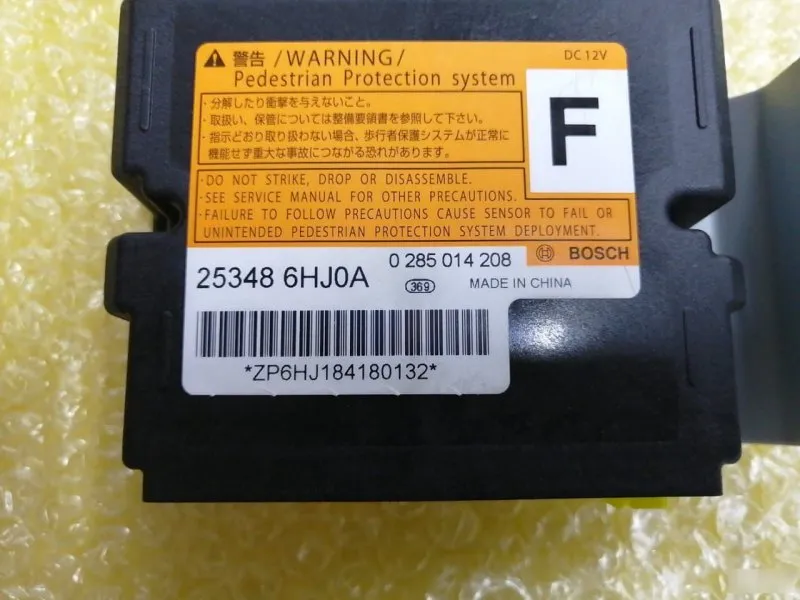 警告 /WARNING/
DC 12V
Pedestrian Protection system
F
・分解したり衝撃を与えないこと。
・取扱い、保管については整備要領書を参照して下さい。
・指示どおり取り扱わない場合、歩行者保護システムが正常に
機能せず重大な事故につながる恐れがあります。
・DO NOT STRIKE, DROP OR DISASSEMBLE.
・SEE SERVICE MANUAL FOR OTHER PRECAUTIONS.
・FAILURE TO FOLLOW PRECAUTIONS CAUSE SENSOR TO FAIL OR
UNINTENDED PEDESTRIAN PROTECTION SYSTEM DEPLOYMENT.
BOSCH
25348 6HJ0A
0 285 014 208
369
MADE IN CHINA
*ZP6HJ184180132*